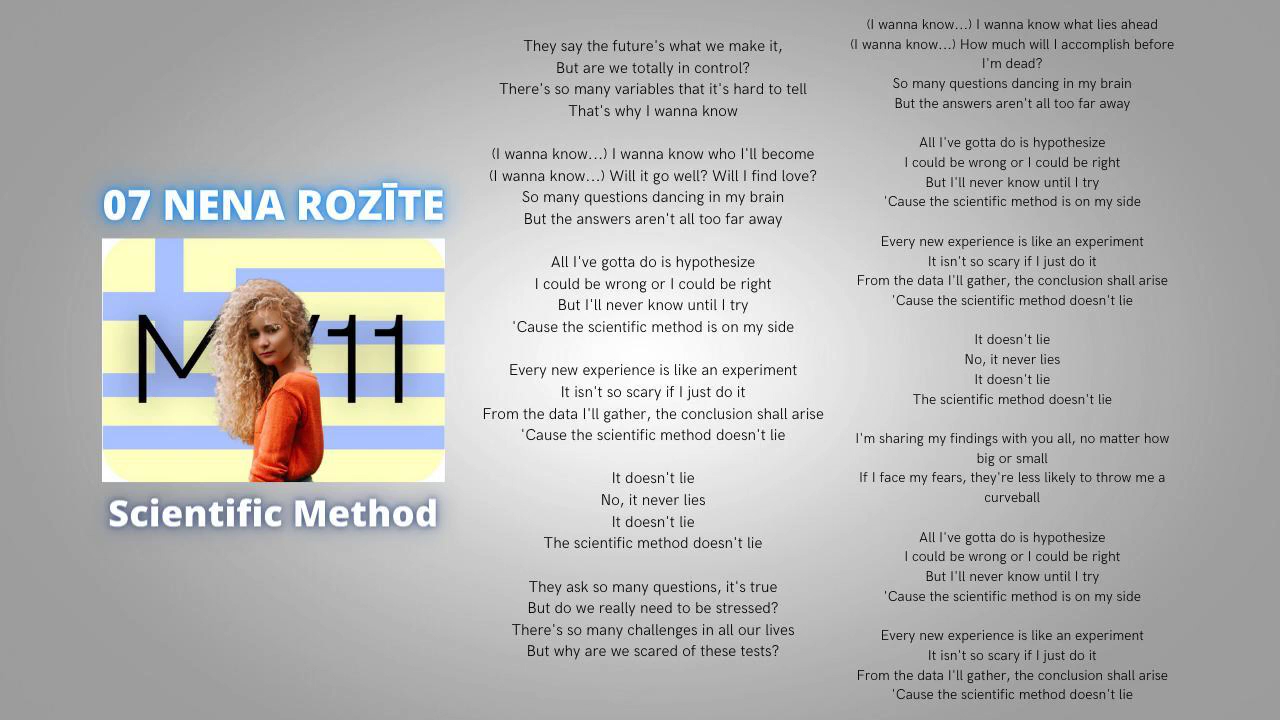 07 NENA ROZĪTE
M 11
Scientific Method
They say the future's what we make it,
But are we totally in control?
There's so many variables that it's hard to tell
That's why I wanna know
(I wanna know...) I wanna know who I'll become
(I wanna know...) Will it go well? Will I find love?
So many questions dancing in my brain
But the answers aren't all too far away
All I've gotta do is hypothesize
I could be wrong or I could be right
But I'll never know until I try
'Cause the scientific method is on my side
Every new experience is like an experiment
It isn't so scary if I just do it
From the data I'll gather, the conclusion shall arise
'Cause the scientific method doesn't lie
It doesn't lie
No, it never lies
It doesn't lie
The scientific method doesn't lie
They ask so many questions, it's true
But do we really need to be stressed?
There's so many challenges in all our lives
But why are we scared of these tests?
(I wanna know...) I wanna know what lies ahead
(I wanna know...) How much will I accomplish before
I'm dead?
So many questions dancing in my brain
But the answers aren't all too far away
All I've gotta do is hypothesize
I could be wrong or I could be right
But I'll never know until I try
'Cause the scientific method is on my side
Every new experience is like an experiment
It isn't so scary if I just do it
From the data I'll gather, the conclusion shall arise
'Cause the scientific method doesn't lie
It doesn't lie
No, it never lies
It doesn't lie
The scientific method doesn't lie
I'm sharing my findings with you all, no matter how
big or small
If I face my fears, they're less likely to throw me a
curveball
All I've gotta do is hypothesize
I could be wrong or I could be right
But I'll never know until I try
'Cause the scientific method is on my side
Every new experience is like an experiment
It isn't so scary if I just do it
From the data I'll gather, the conclusion shall arise
'Cause the scientific method doesn't lie